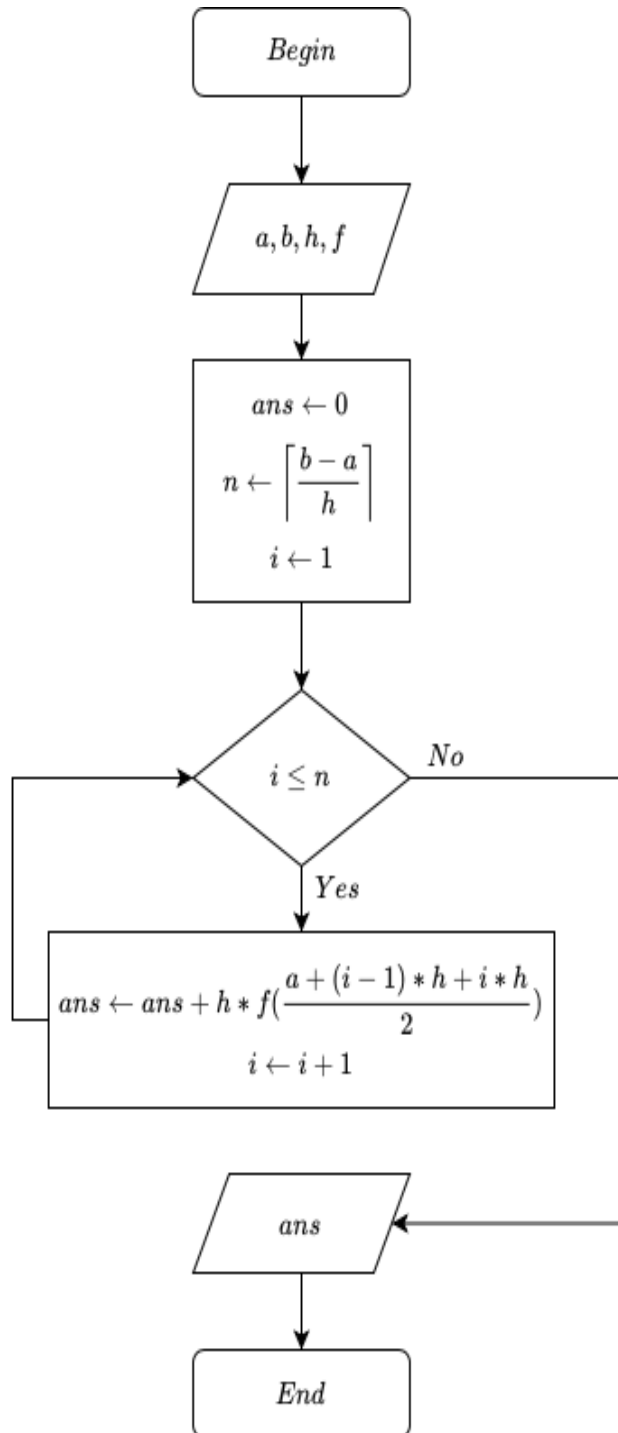 Begin
a, b, h, f
ans ← 0
n ← ⌈(b − a)/h⌉
i ← 1
i ≤ n
No
Yes
ans ← ans + h * f((a + (i − 1) * h + i * h)/2)
i ← i + 1
ans
End